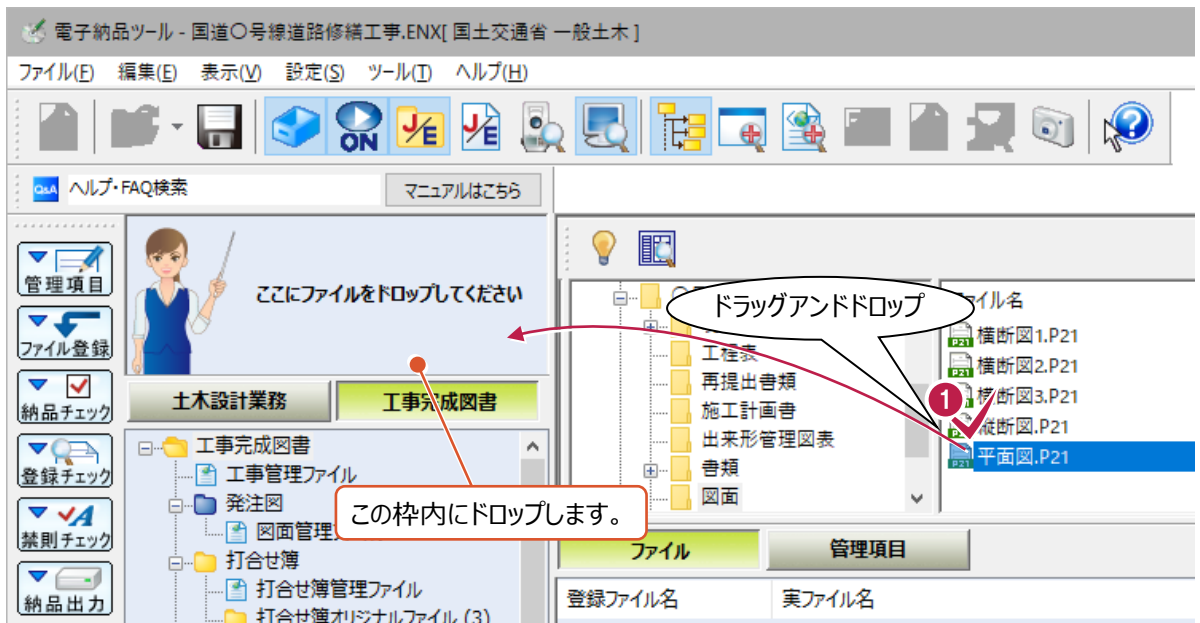 電子納品ツール - 国道〇号線道路修繕工事.ENX[ 国土交通省 一般土木 ]
ファイル(F) 編集(E) 表示(V) 設定(S) ツール(T) ヘルプ(H)
ON J/E J/E
Q&A ヘルプ・FAQ検索 マニュアルはこちら
管理項目
ファイル登録
納品チェック
登録チェック
禁則チェック
納品出力
ここにファイルをドロップしてください
土木設計業務 工事完成図書
工事完成図書
工事管理ファイル
発注図
図面管理
打合せ簿
打合せ簿管理ファイル
打合せ簿オリジナルファイル (3)
この枠内にドロップします。
ドラッグアンドドロップ
工程表
再提出書類
施工計画書
出来形管理図表
書類
図面
ァイル名
P21 横断図1.P21
P21 横断図2.P21
横断図3.P21
縦断図.P21
P21 平面図.P21
1
ファイル 管理項目
登録ファイル名 実ファイル名